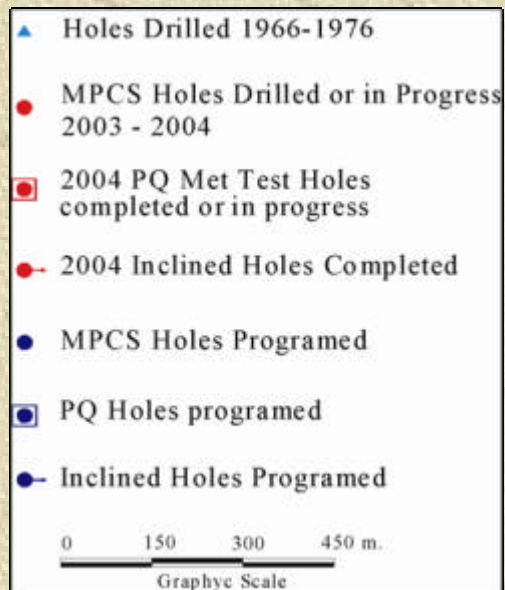 Holes Drilled 1966-1976
MPCS Holes Drilled or in Progress
2003 - 2004
2004 PQ Met Test Holes
completed or in progress
2004 Inclined Holes Completed
MPCS Holes Programed
PQ Holes programed
Inclined Holes Programed
0 150 300 450 m.
Graphyc Scale